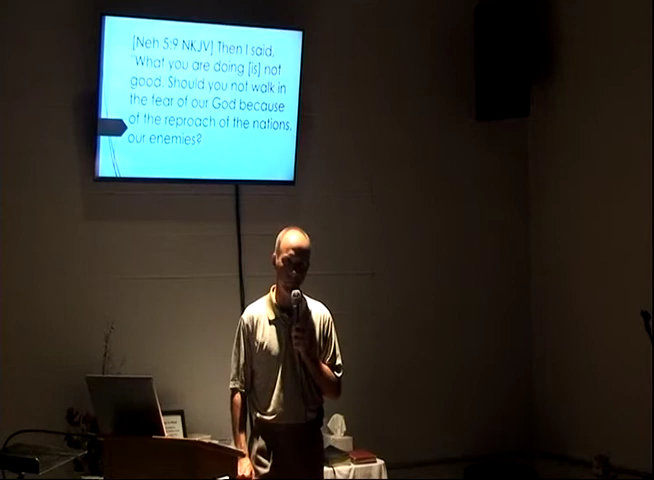 [Neh 5:9 NKJV] Then I said,
"What you are doing [is] not
good. Should you not walk in
the fear of our God because
of the reproach of the nations,
our enemies?